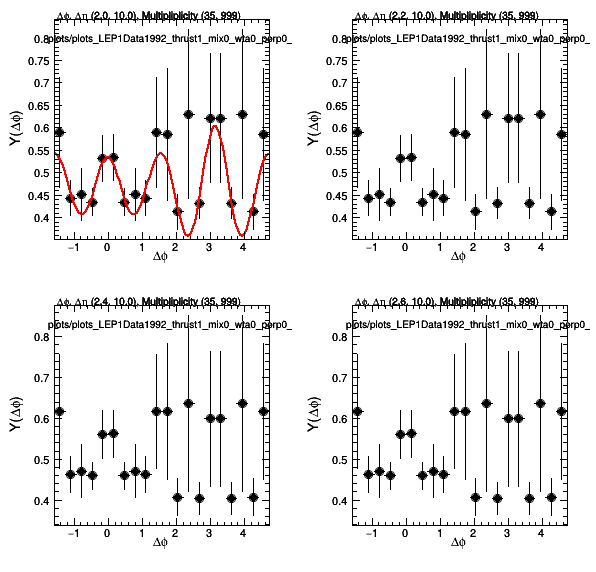 Δϕ, Δη (2.0, 10.0), Multiplipicity (35, 999)
plots/plots_LEP1Data1992_thrust1_mix0_wta0_perp0_
0.8
0.75
0.7
0.65
0.6
0.55
0.5
0.45
0.4
Y(Δϕ)
−1 0 1 2 3 4
Δϕ
Δϕ, Δη (2.2, 10.0), Multiplipicity (35, 999)
plots/plots_LEP1Data1992_thrust1_mix0_wta0_perp0_
0.8
0.75
0.7
0.65
0.6
0.55
0.5
0.45
0.4
Y(Δϕ)
−1 0 1 2 3 4
Δϕ
Δϕ, Δη (2.4, 10.0), Multiplipicity (35, 999)
plots/plots_LEP1Data1992_thrust1_mix0_wta0_perp0_
0.8
0.7
0.6
0.5
0.4
Y(Δϕ)
−1 0 1 2 3 4
Δϕ
Δϕ, Δη (2.6, 10.0), Multiplipicity (35, 999)
plots/plots_LEP1Data1992_thrust1_mix0_wta0_perp0_
0.8
0.7
0.6
0.5
0.4
Y(Δϕ)
−1 0 1 2 3 4
Δϕ